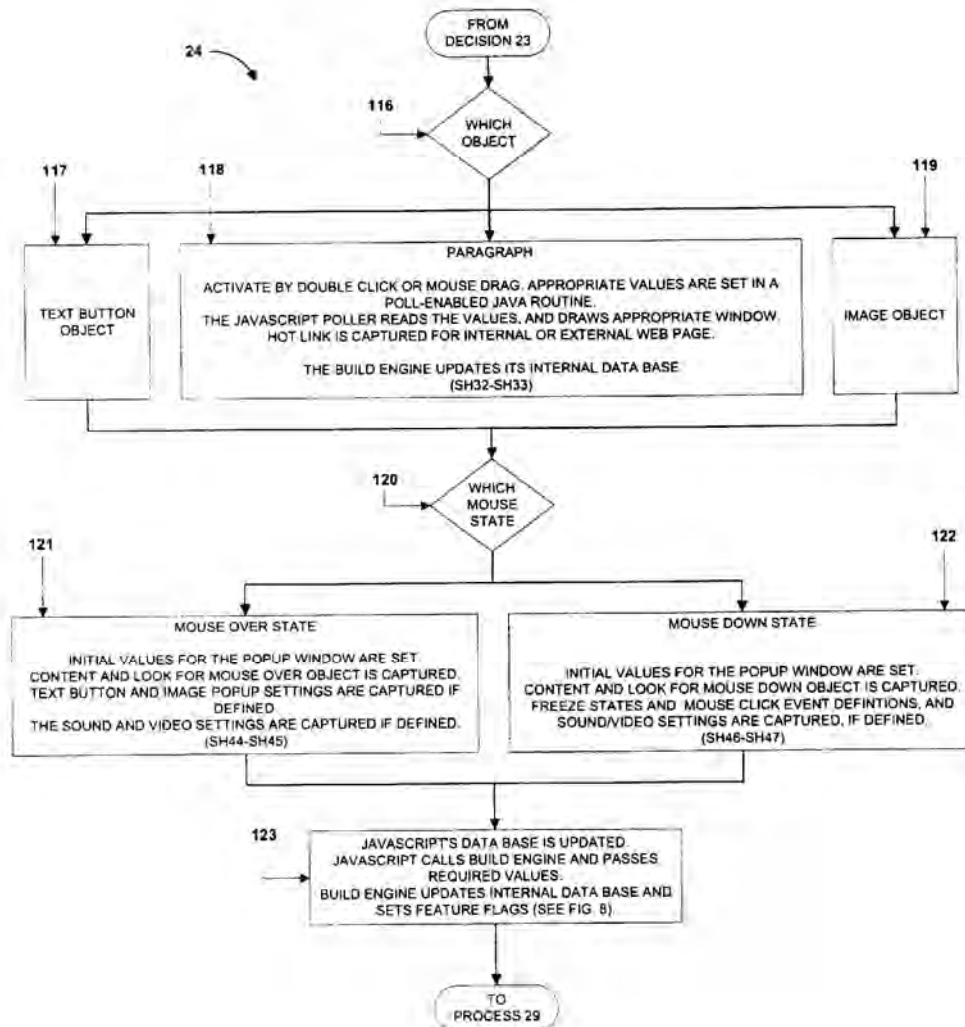 FROM
DECISION 23
24
116
WHICH
OBJECT
117
118
119
TEXT BUTTON
OBJECT
PARAGRAPH
ACTIVATE BY DOUBLE CLICK OR MOUSE DRAG. APPROPRIATE VALUES ARE SET IN A
POLL-ENABLED JAVA ROUTINE.
THE JAVASCRIPT POLLER READS THE VALUES, AND DRAWS APPROPRIATE WINDOW.
HOT LINK IS CAPTURED FOR INTERNAL OR EXTERNAL WEB PAGE.
THE BUILD ENGINE UPDATES ITS INTERNAL DATA BASE
(SH32-SH33)
IMAGE OBJECT
120
WHICH
MOUSE
STATE
121
122
MOUSE OVER STATE
INITIAL VALUES FOR THE POPUP WINDOW ARE SET.
CONTENT AND LOOK FOR MOUSE OVER OBJECT IS CAPTURED.
TEXT BUTTON AND IMAGE POPUP SETTINGS ARE CAPTURED IF
DEFINED
THE SOUND AND VIDEO SETTINGS ARE CAPTURED IF DEFINED.
(SH44-SH45)
MOUSE DOWN STATE
INITIAL VALUES FOR THE POPUP WINDOW ARE SET.
CONTENT AND LOOK FOR MOUSE DOWN OBJECT IS CAPTURED.
FREEZE STATES AND MOUSE CLICK EVENT DEFINTIONS, AND
SOUND/VIDEO SETTINGS ARE CAPTURED, IF DEFINED.
(SH46-SH47)
123
JAVASCRIPT'S DATA BASE IS UPDATED.
JAVASCRIPT CALLS BUILD ENGINE AND PASSES
REQUIRED VALUES.
BUILD ENGINE UPDATES INTERNAL DATA BASE AND
SETS FEATURE FLAGS (SEE FIG. 8)
TO
PROCESS 29